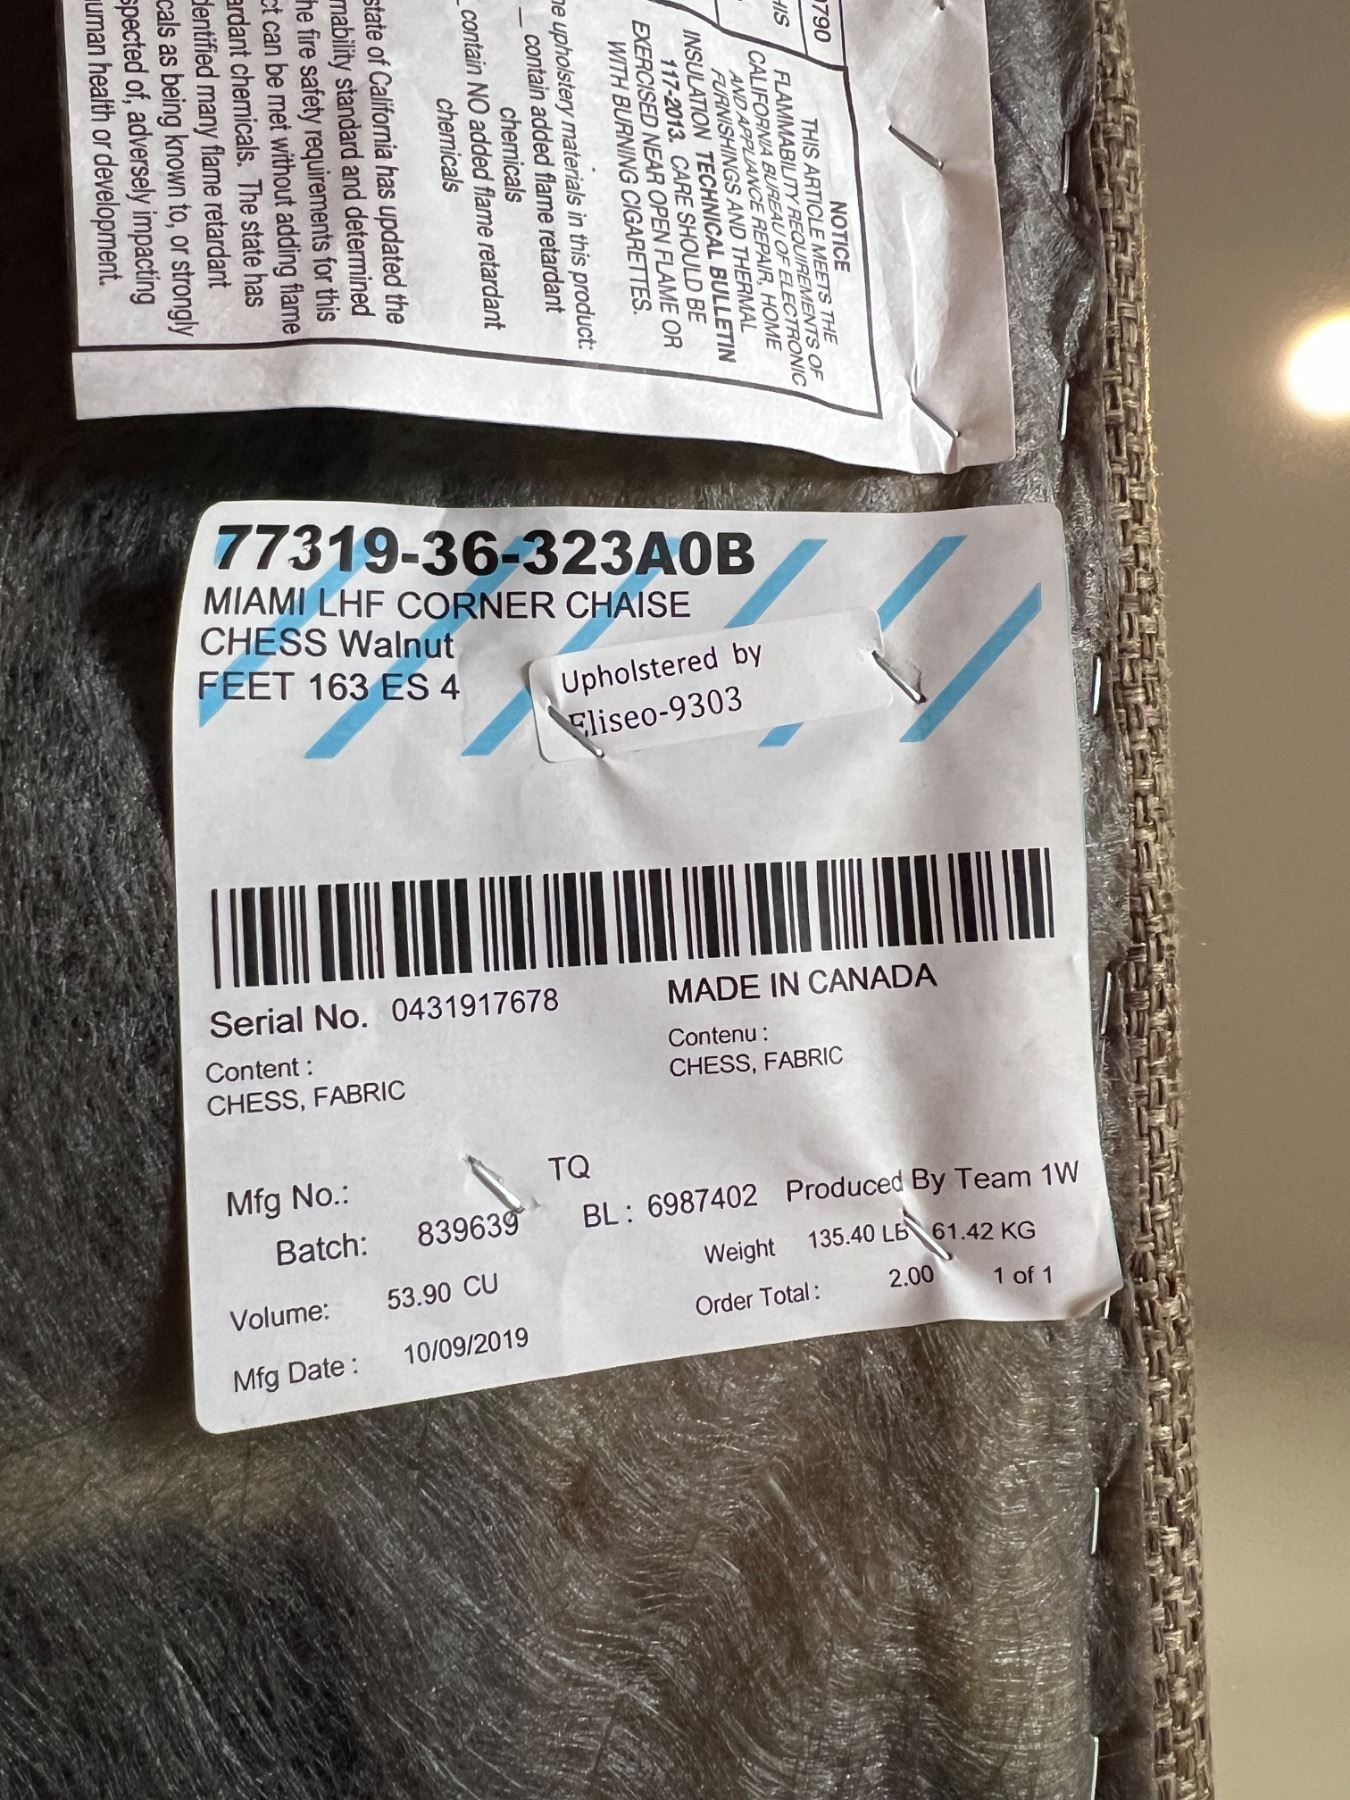 790
HIS
NOTICE
THIS ARTICLE MEETS THE
FLAMMABILITY REQUIREMENTS OF
CALIFORNIA BUREAU OF ELECTRONIC
AND APPLIANCE REPAIR, HOME
FURNISHINGS AND THERMAL
INSULATION TECHNICAL BULLETIN
117-2013. CARE SHOULD BE
EXERCISED NEAR OPEN FLAME OR
WITH BURNING CIGARETTES.
e upholstery materials in this product:
__ contain added flame retardant
chemicals
_ contain NO added flame retardant
chemicals
state of California has updated the
mability standard and determined
he fire safety requirements for this
ct can be met without adding flame
ardant chemicals. The state has
dentified many flame retardant
cals as being known to, or strongly
spected of, adversely impacting
uman health or development.
77319-36-323A0B
MIAMI LHF CORNER CHAISE
CHESS Walnut
FEET 163 ES 4
Upholstered by
Eliseo-9303
Serial No. 0431917678
MADE IN CANADA
Content :
CHESS, FABRIC
Contenu :
CHESS, FABRIC
TQ
Mfg No.:
BL : 6987402 Produced By Team 1W
Batch: 839639
Weight 135.40 LB 61.42 KG
Volume: 53.90 CU
Order Total : 2.00 1 of 1
Mfg Date : 10/09/2019